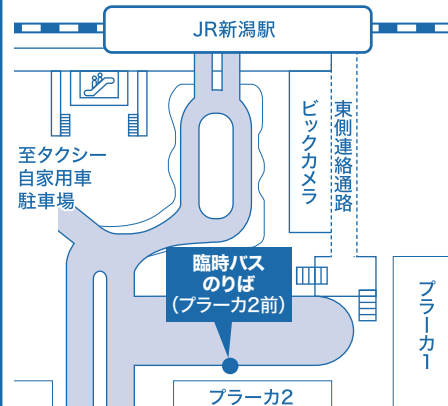 JR新潟駅
至タクシー
自家用車
駐車場
ビックカメラ
東側連絡通路
臨時バス
のりば
(プラーカ2前)
プラーカ1
プラーカ2